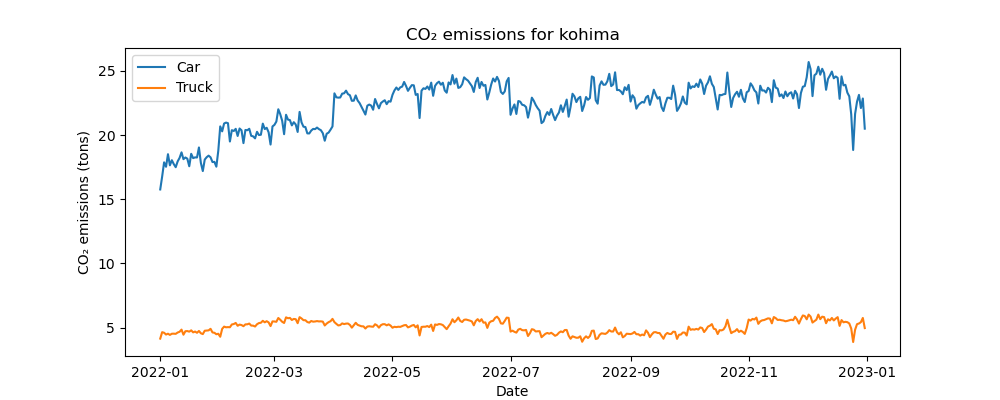 CO₂ emissions for kohima
Car
Truck
CO₂ emissions (tons)
25
20
15
10
5
2022-01
2022-03
2022-05
2022-07
2022-09
2022-11
2023-01
Date